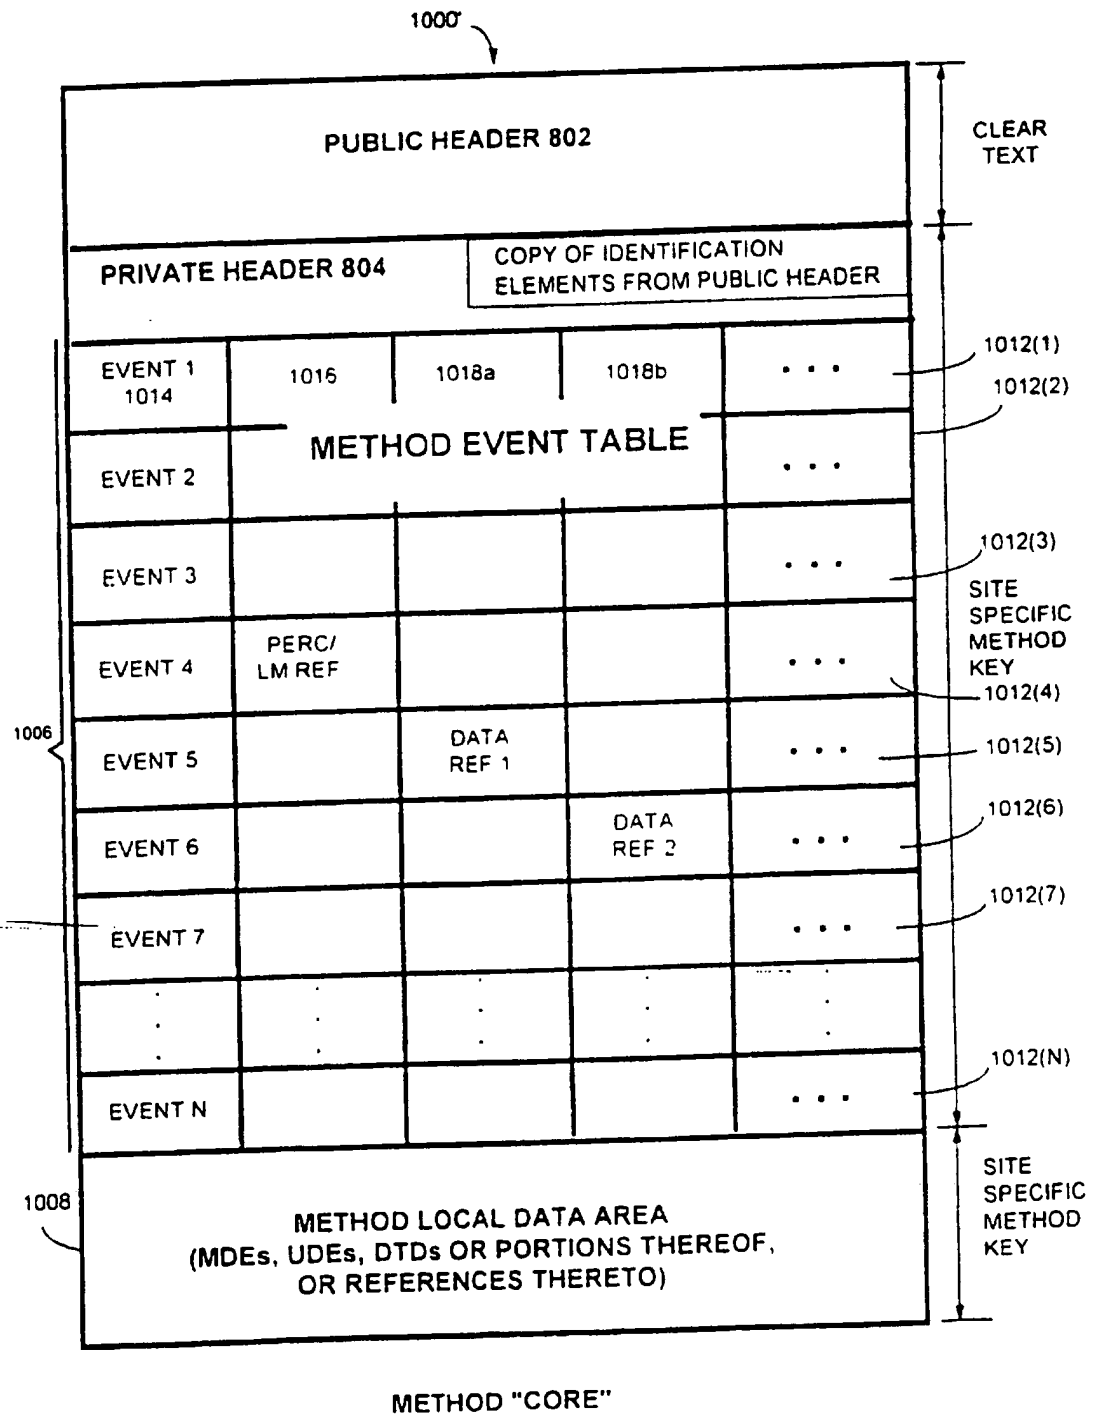 1000
PUBLIC HEADER 802
CLEAR
TEXT
PRIVATE HEADER 804
COPY OF IDENTIFICATION
ELEMENTS FROM PUBLIC HEADER
EVENT 1
1014
1016
1018a
1018b
• • •
1012(1)
1012(2)
METHOD EVENT TABLE
EVENT 2
• • •
EVENT 3
• • •
1012(3)
SITE
SPECIFIC
METHOD
KEY
EVENT 4
PERC/
LM REF
• • •
1012(4)
1006
EVENT 5
DATA
REF 1
• • •
1012(5)
EVENT 6
DATA
REF 2
• • •
1012(6)
EVENT 7
• • •
1012(7)
EVENT N
• • •
1012(N)
1008
METHOD LOCAL DATA AREA
(MDEs, UDEs, DTDs OR PORTIONS THEREOF,
OR REFERENCES THERETO)
SITE
SPECIFIC
METHOD
KEY
METHOD "CORE"